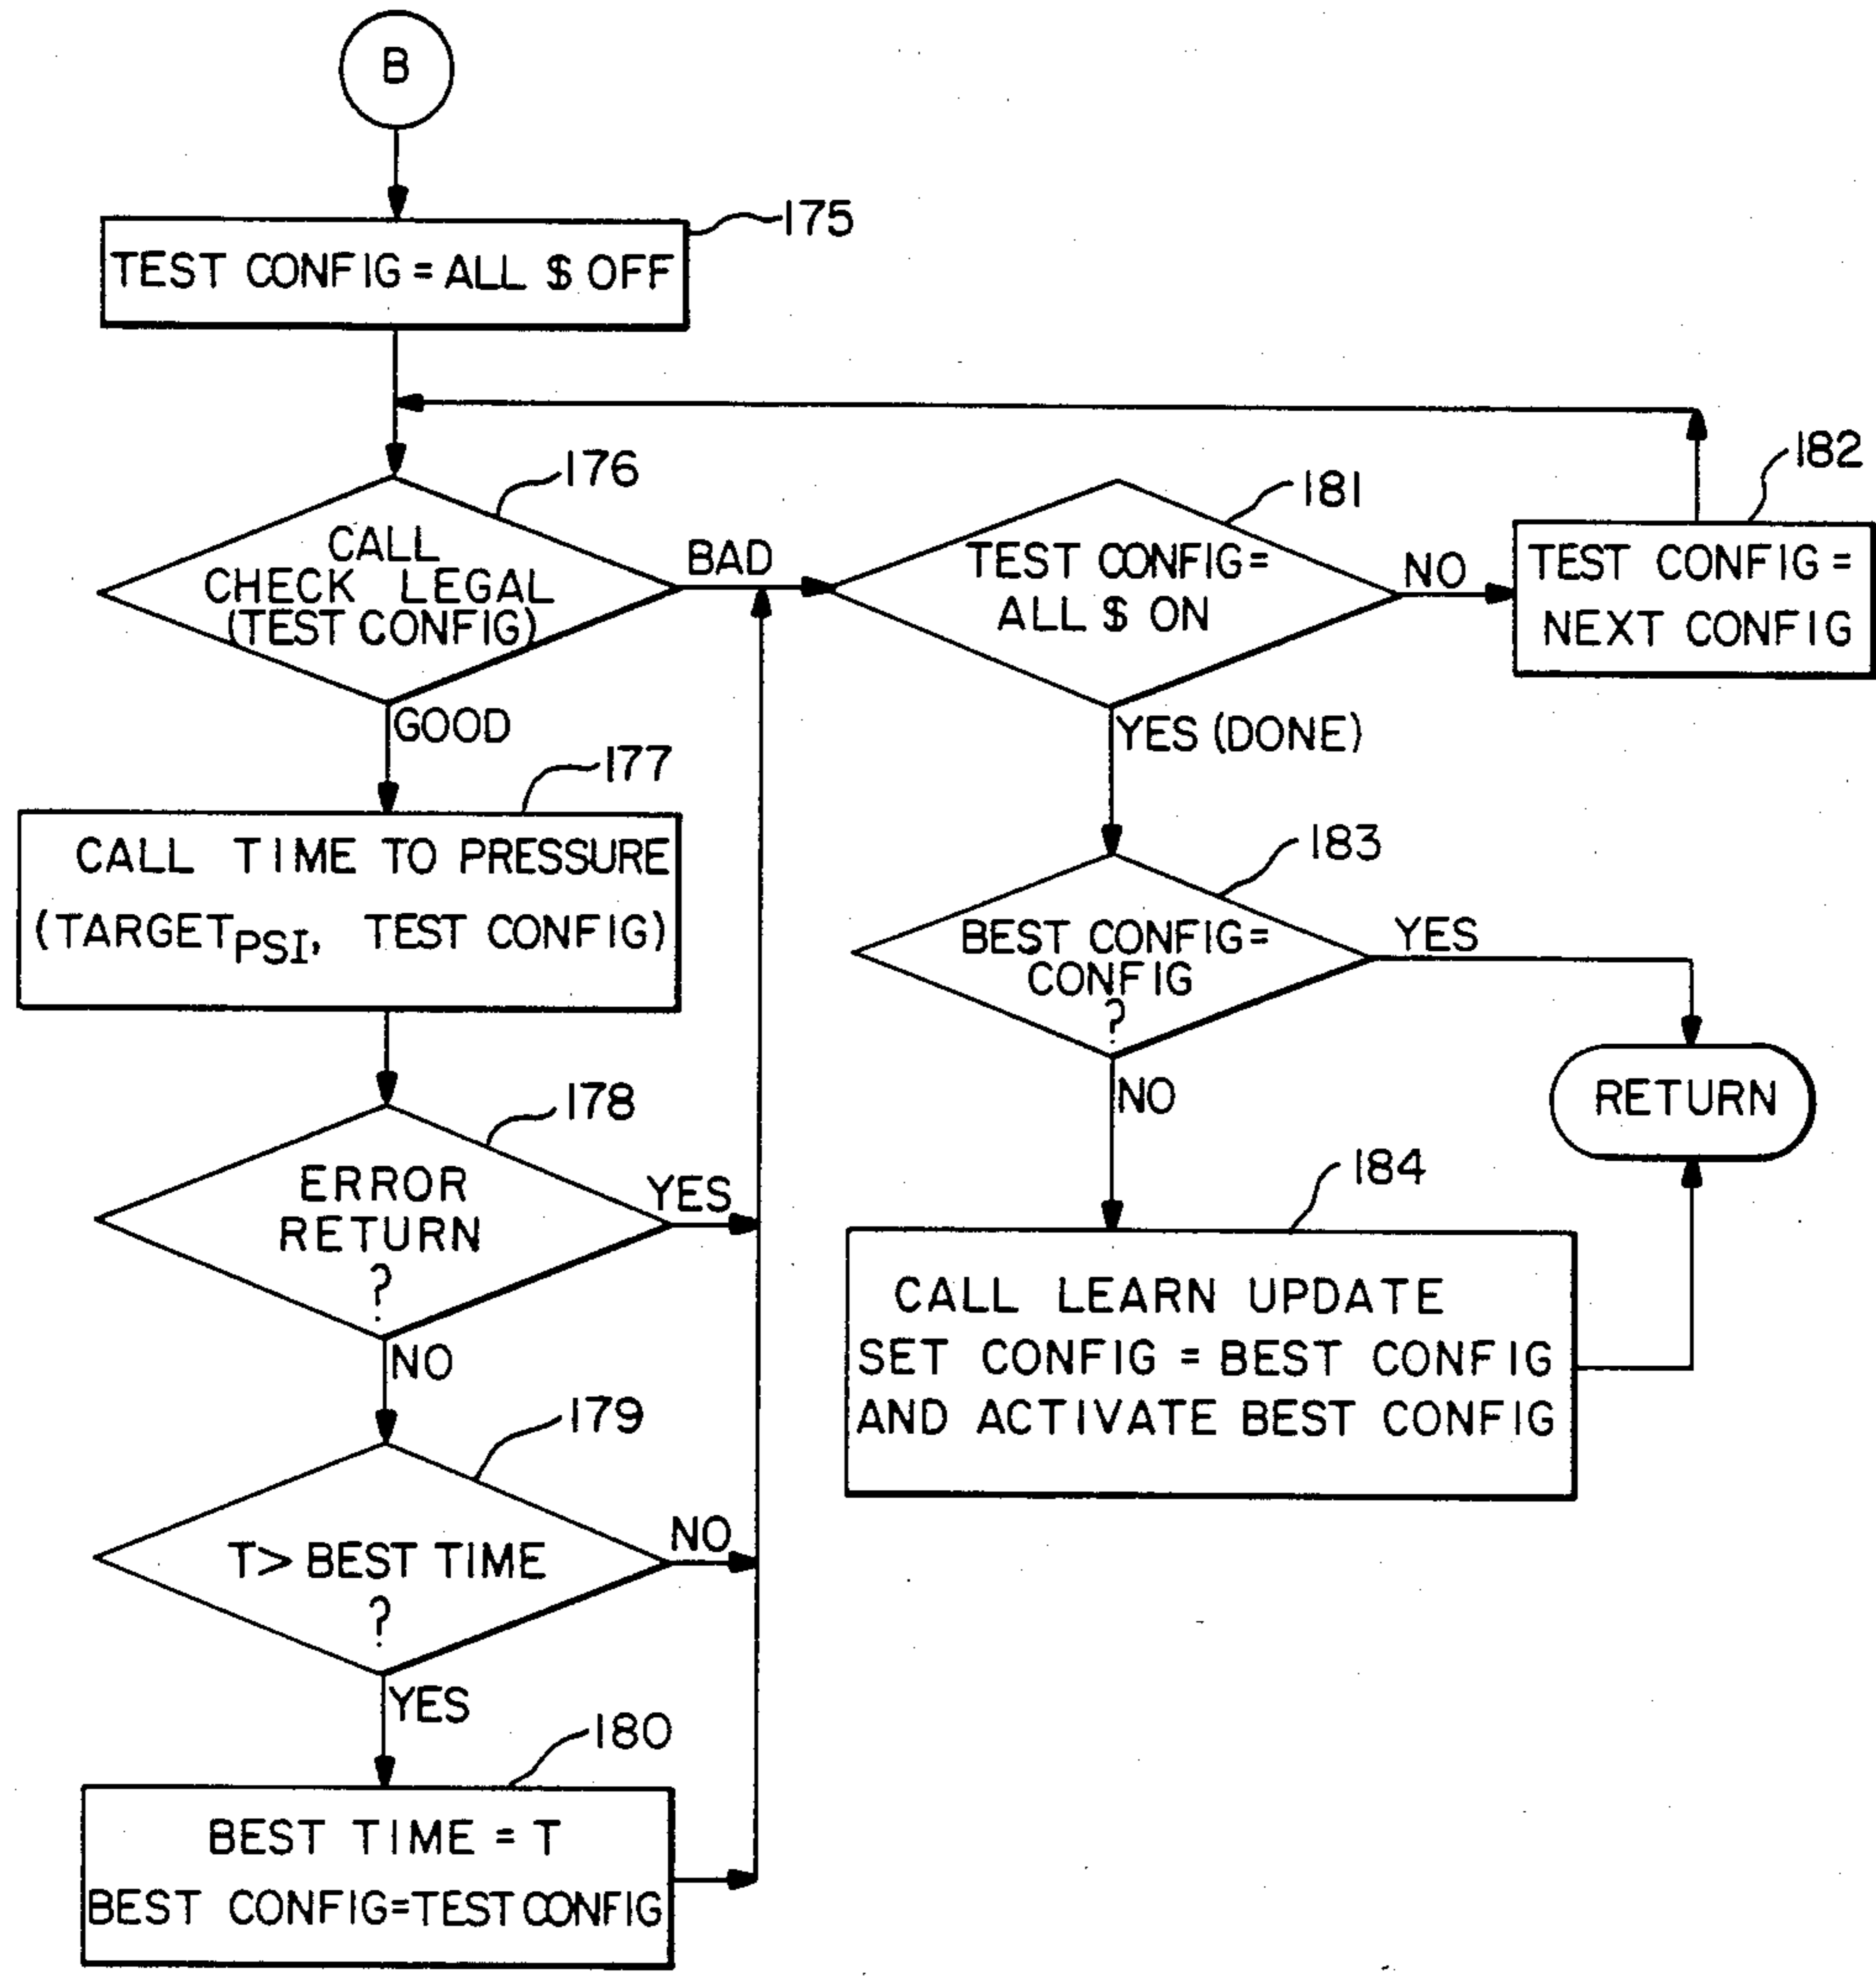 B
175
TEST CONFIG = ALL $ OFF
176
CALL
CHECK LEGAL
(TEST CONFIG)
BAD
GOOD
181
TEST CONFIG=
ALL $ ON
NO
YES (DONE)
182
TEST CONFIG=
NEXT CONFIG
177
CALL TIME TO PRESSURE
(TARGETPSI, TEST CONFIG)
178
ERROR
RETURN
?
YES
NO
179
T> BEST TIME
?
NO
YES
180
BEST TIME = T
BEST CONFIG=TEST CONFIG
183
BEST CONFIG=
CONFIG
?
YES
NO
RETURN
184
CALL LEARN UPDATE
SET CONFIG = BEST CONFIG
AND ACTIVATE BEST CONFIG